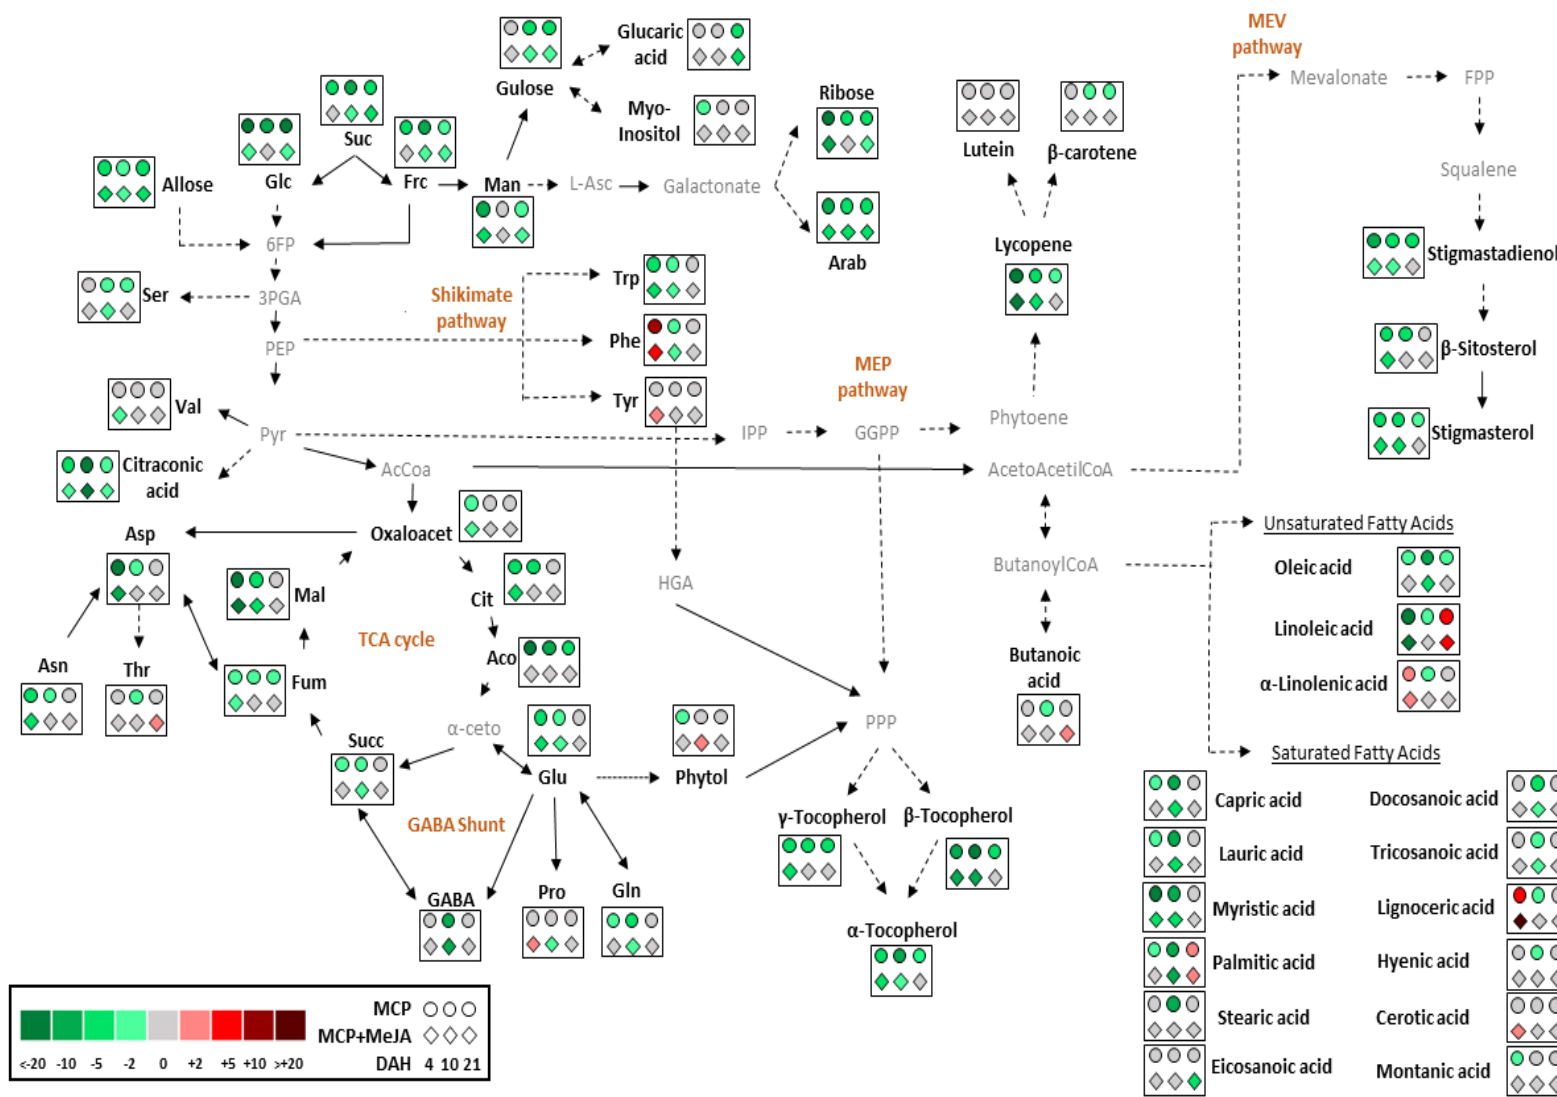 MEV
pathway
Mevalonate
FPP
Glucaric
acid
Gulose
Myo-
Inositol
Ribose
Lutein
β-carotene
Suc
Allose
Glc
Frc
Man
L-Asc
Galactonate
Squalene
6FP
Arab
Lycopene
Stigmastadienol
Ser
3PGA
Shikimate
pathway
Trp
PEP
Phe
MEP
pathway
β-Sitosterol
Val
Tyr
Pyr
IPP
GGPP
Phytoene
Stigmasterol
Citraconic
acid
AcCoa
AcetoAcetilCoA
Asp
Oxaloacet
Unsaturated Fatty Acids
HGA
ButanoylCoA
Oleic acid
Mal
Cit
Linoleic acid
TCA cycle
Asn
Thr
Fum
Aco
Butanoic
acid
α-Linolenic acid
α-ceto
PPP
Succ
Glu
Phytol
Saturated Fatty Acids
GABA Shunt
γ-Tocopherol
β-Tocopherol
Capric acid
Docosanoic acid
Lauric acid
Tricosanoic acid
GABA
Pro
Gln
α-Tocopherol
Myristic acid
Lignoceric acid
Palmitic acid
Hyenic acid
Stearic acid
Cerotic acid
Eicosanoic acid
Montanic acid
MCP
MCP+MeJA
<-20 -10 -5 -2 0 +2 +5 +10 >+20 DAH 4 10 21